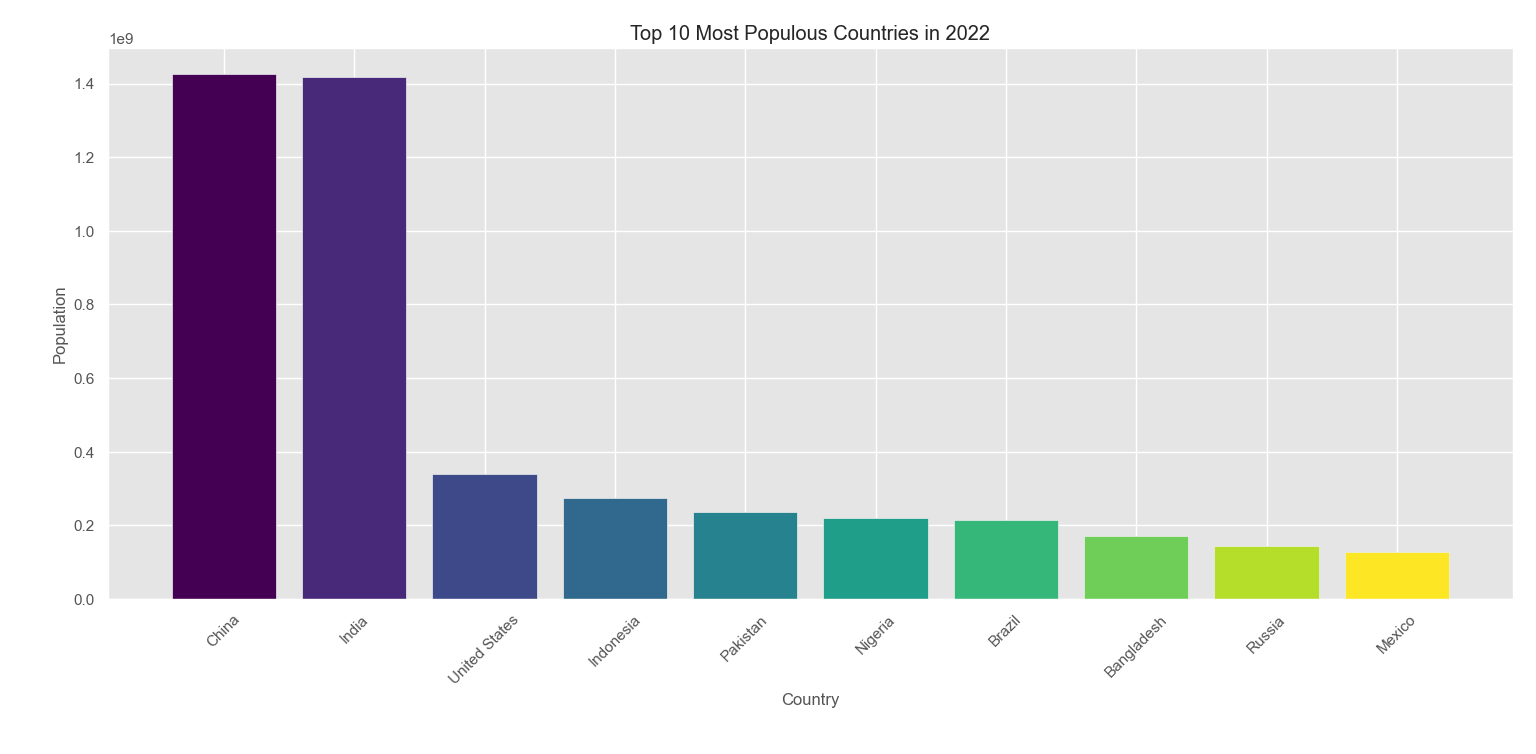 Top 10 Most Populous Countries in 2022
1e9
1.4
1.2
1.0
0.8
0.6
0.4
0.2
0.0
Population
China
India
United States
Indonesia
Pakistan
Nigeria
Brazil
Bangladesh
Russia
Mexico
Country